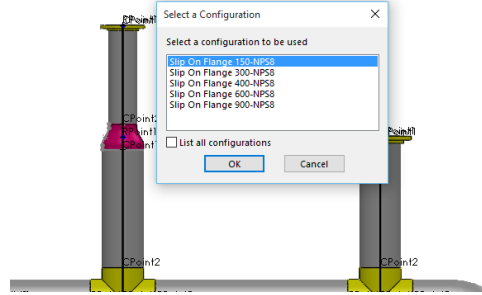 Select a Configuration
Select a configuration to be used
Slip On Flange 150-NPS8
Slip On Flange 300-NPS8
Slip On Flange 400-NPS8
Slip On Flange 600-NPS8
Slip On Flange 900-NPS8
List all configurations
OK
Cancel
CPoint2
CPoint2
CPoint2